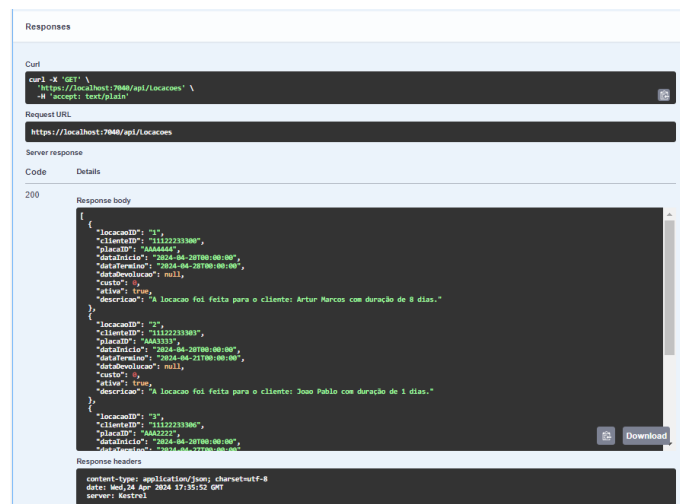 Responses
Curl
curl -X 'GET' \
'https://localhost:7040/api/Locacoes' \
-H 'accept: text/plain'
Request URL
https://localhost:7040/api/Locacoes
Server response
Code Details
200
Response body
[
{
"locacaoID": "1",
"clienteID": "11122233300",
"placaID": "AAA4444",
"dataInicio": "2024-04-20T00:00:00",
"dataTermino": "2024-04-28T00:00:00",
"dataDevolucao": null,
"custo": 0,
"ativa": true,
"descricao": "A locacao foi feita para o cliente: Artur Marcos com duração de 8 dias."
},
{
"locacaoID": "2",
"clienteID": "11122233303",
"placaID": "AAA3333",
"dataInicio": "2024-04-20T00:00:00",
"dataTermino": "2024-04-21T00:00:00",
"dataDevolucao": null,
"custo": 0,
"ativa": true,
"descricao": "A locacao foi feita para o cliente: Joao Pablo com duração de 1 dias."
},
{
"locacaoID": "3",
"clienteID": "11122233306",
"placaID": "AAA2222",
"dataInicio": "2024-04-20T00:00:00",
"dataTermino": "2024-04-27T00:00:00",
Download
Response headers
content-type: application/json; charset=utf-8
date: Wed,24 Apr 2024 17:35:52 GMT
server: Kestrel